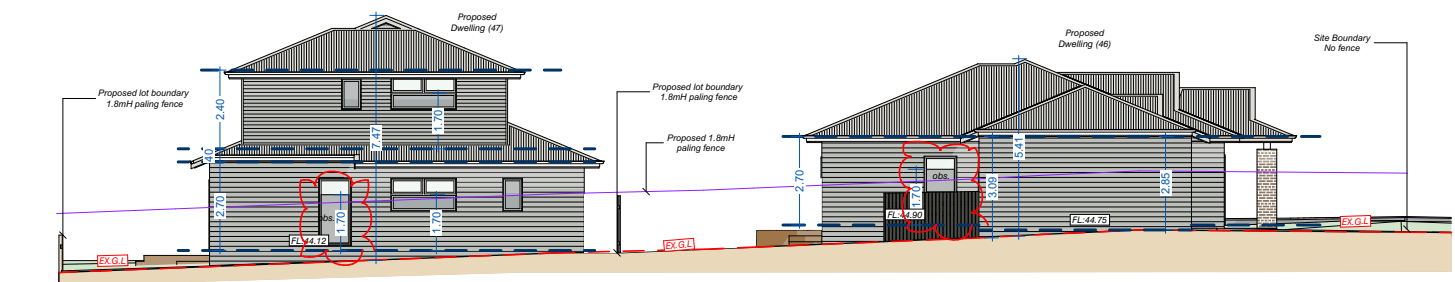 Proposed
Dwelling (47)
Proposed
Dwelling (46)
Site Boundary
No fence
Proposed lot boundary
1.8mH paling fence
Proposed lot boundary
1.8mH paling fence
Proposed 1.8mH
paling fence
2.40
1.70
7.47
40
2.70
obs.
1.70
1.70
FL:44.12
EX.G.L
EX.G.L
2.70
5.41
obs.
1.70
3.09
2.85
FL:44.90
FL:44.75
EX.G.L